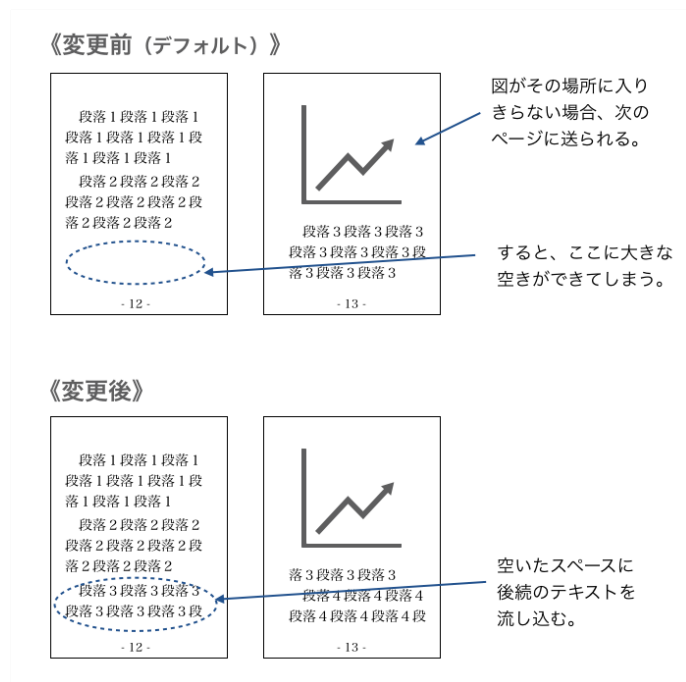 《変更前（デフォルト）》
段落１段落１段落１
段落１段落１段落１段
落１段落１段落１
段落２段落２段落２
段落２段落２段落２段
落２段落２段落２
- 12 -
段落３段落３段落３
段落３段落３段落３段
落３段落３段落３
- 13 -
図がその場所に入り
きらない場合、次の
ページに送られる。
すると、ここに大きな
空きができてしまう。
《変更後》
段落１段落１段落１
段落１段落１段落１段
落１段落１段落１
段落２段落２段落２
段落２段落２段落２段
落２段落２段落２
段落３段落３段落３
段落３段落３段落３段
- 12 -
落３段落３段落３
段落４段落４段落４
段落４段落４段落４段
- 13 -
空いたスペースに
後続のテキストを
流し込む。